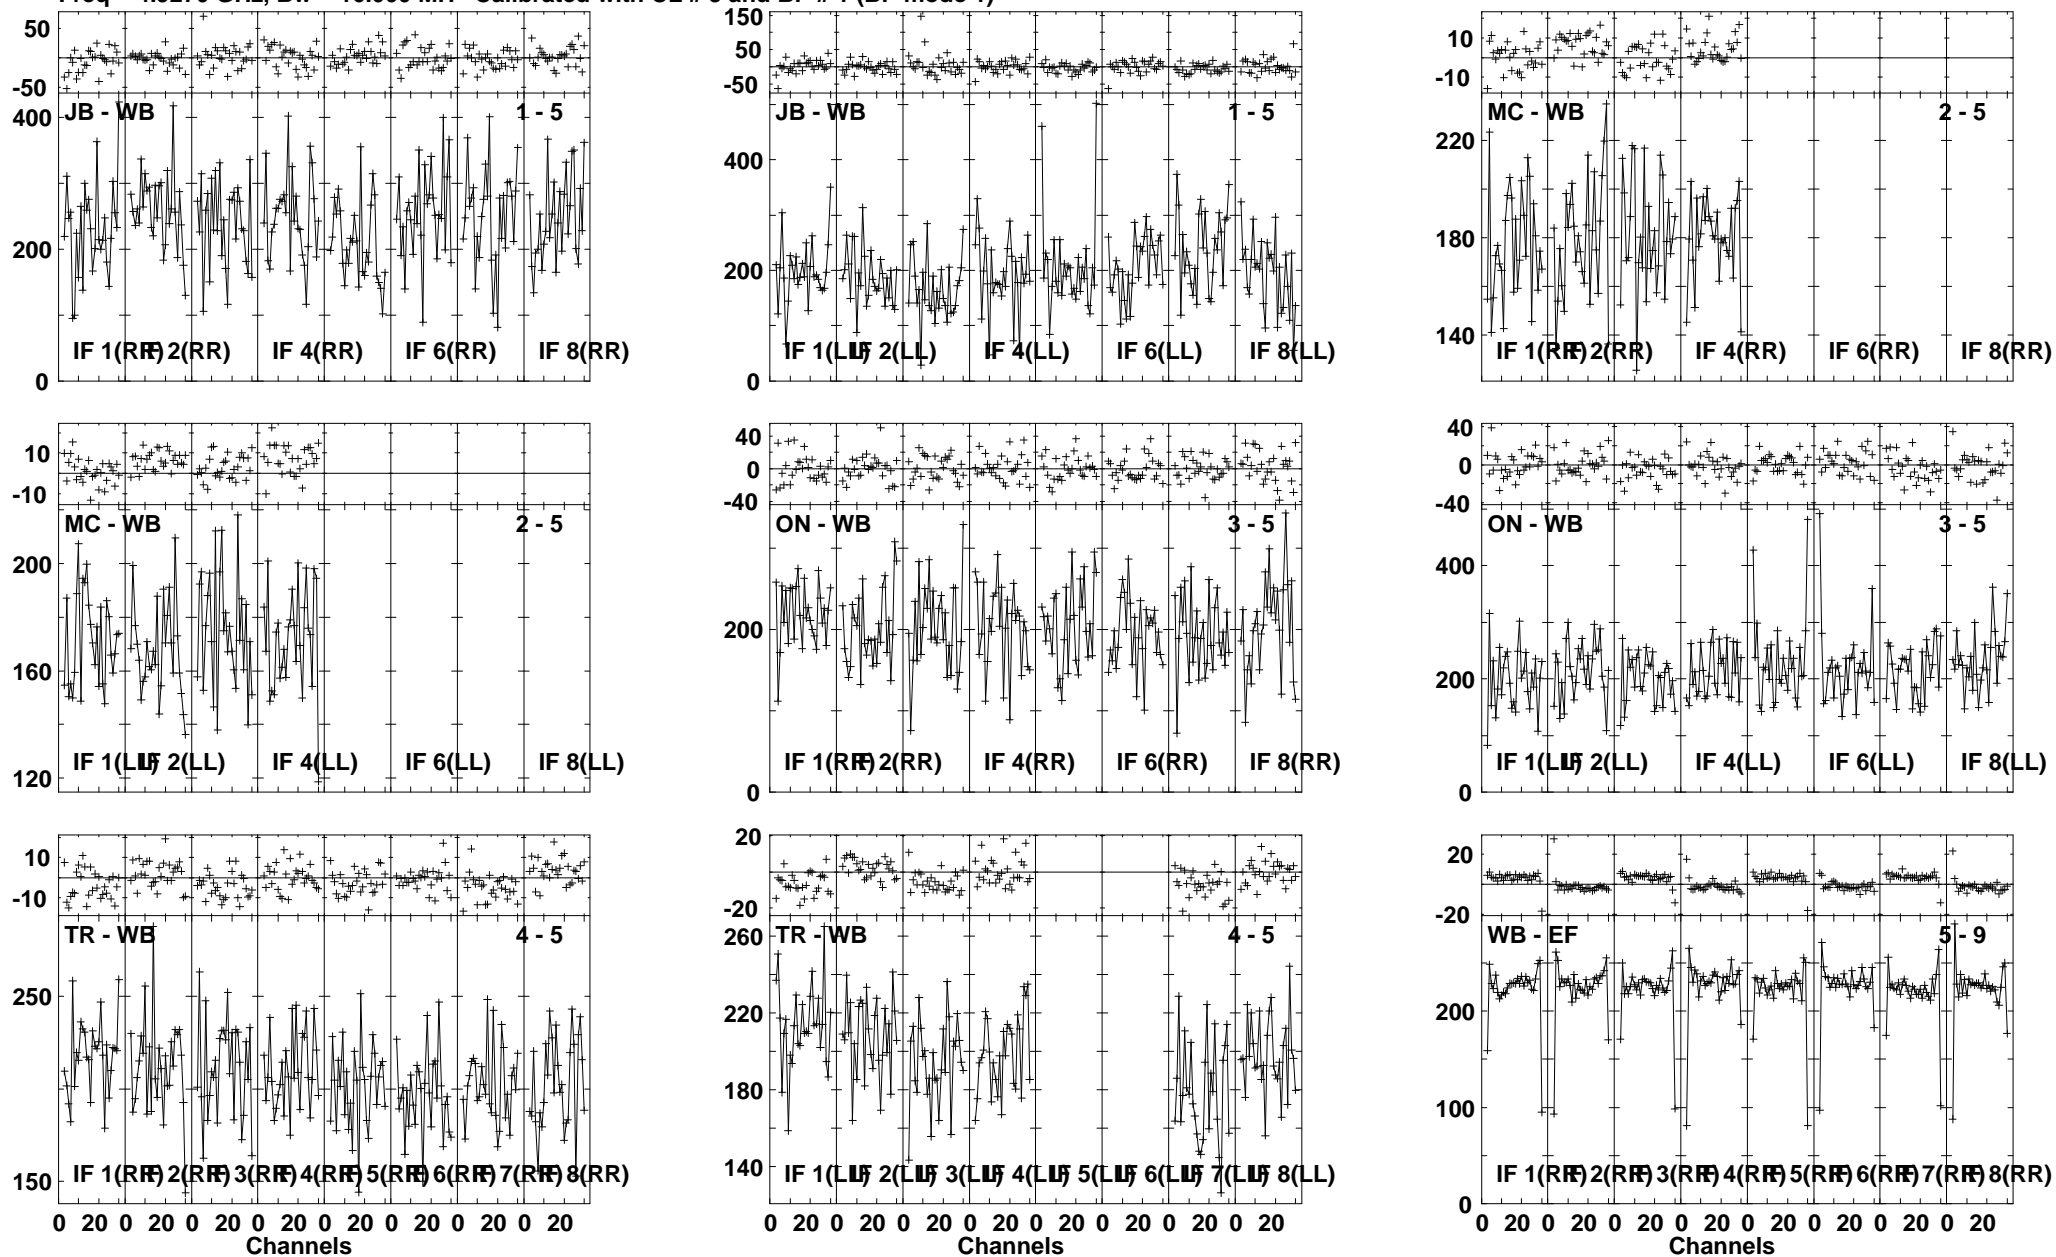 50
-50
JB - WB 1 - 5
400
200
0
IF 1(RR) IF 2(RR) IF 4(RR) IF 6(RR) IF 8(RR)
150
50
-50
JB - WB 1 - 5
400
200
0
IF 1(LL) IF 2(LL) IF 4(LL) IF 6(LL) IF 8(LL)
10
-10
MC - WB 2 - 5
220
180
140
IF 1(RR) IF 2(RR) IF 4(RR) IF 6(RR) IF 8(RR)
10
-10
MC - WB 2 - 5
200
160
120
IF 1(LL) IF 2(LL) IF 4(LL) IF 6(LL) IF 8(LL)
40
0
-40
ON - WB 3 - 5
200
0
IF 1(RR) IF 2(RR) IF 4(RR) IF 6(RR) IF 8(RR)
40
0
-40
ON - WB 3 - 5
400
200
0
IF 1(LL) IF 2(LL) IF 4(LL) IF 6(LL) IF 8(LL)
10
-10
TR - WB 4 - 5
250
150
IF 1(RR) IF 2(RR) IF 3(RR) IF 4(RR) IF 5(RR) IF 6(RR) IF 7(RR) IF 8(RR)
0 20 0 20 0 20 0 20 0 20 0 20 0 20 0 20
Channels
20
0
-20
TR - WB 4 - 5
260
220
180
140
IF 1(LL) IF 2(LL) IF 3(LL) IF 4(LL) IF 5(LL) IF 6(LL) IF 7(LL) IF 8(LL)
0 20 0 20 0 20 0 20 0 20 0 20 0 20 0 20
Channels
20
-20
WB - EF 5 - 9
200
100
0
IF 1(RR) IF 2(RR) IF 3(RR) IF 4(RR) IF 5(RR) IF 6(RR) IF 7(RR) IF 8(RR)
0 20 0 20 0 20 0 20 0 20 0 20 0 20 0 20
Channels